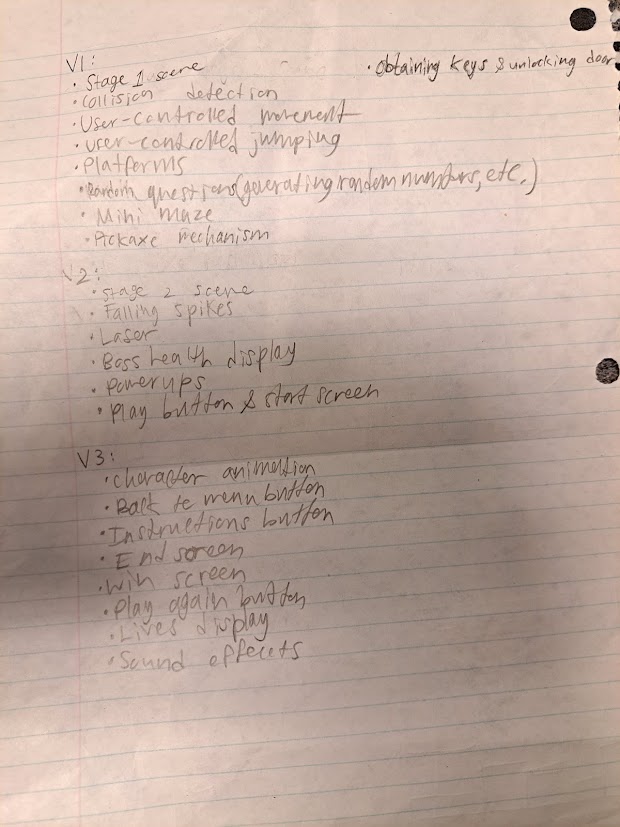 V1:
• Stage 1 scene
• Obtaining keys & unlocking door
• Collision detection
• User-controlled movement
• user-controlled jumping
• Platforms
• Random questions (generating random numbers, etc.)
• Mini maze
• Pickaxe mechanism
V2:
• Stage 2 scene
• Falling spikes
• Laser
• Boss health display
• Powerups
• Play button & start screen
V3:
• Character animation
• Back to menu button
• Instructions button
• End screen
• Win screen
• Play again button
• Lives display
• Sound effecets